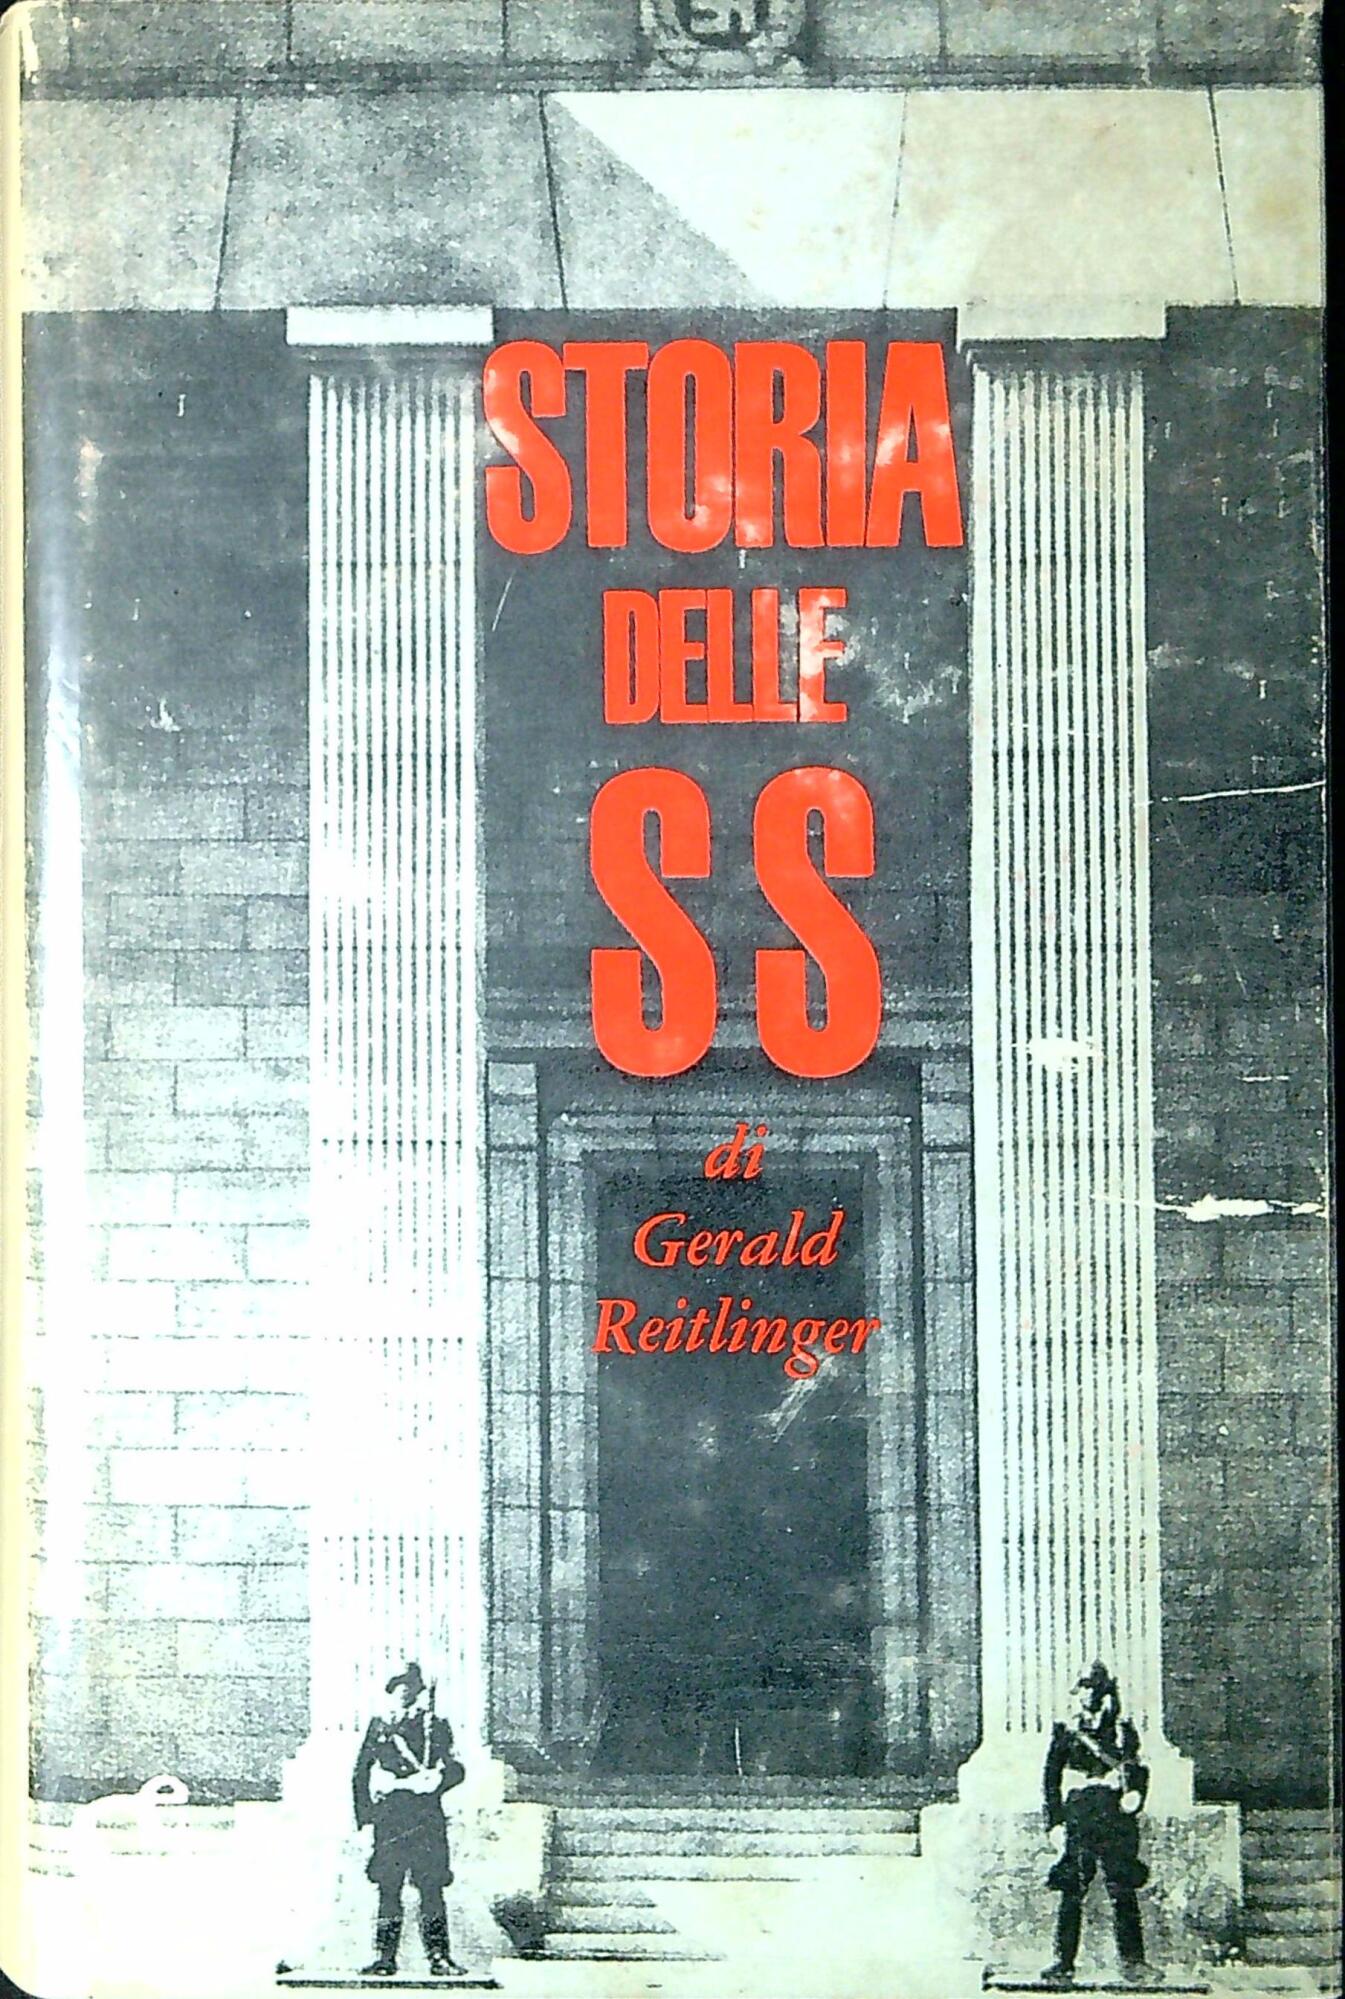 STORIA
DELLE
SS
di
Gerald
Reitlinger